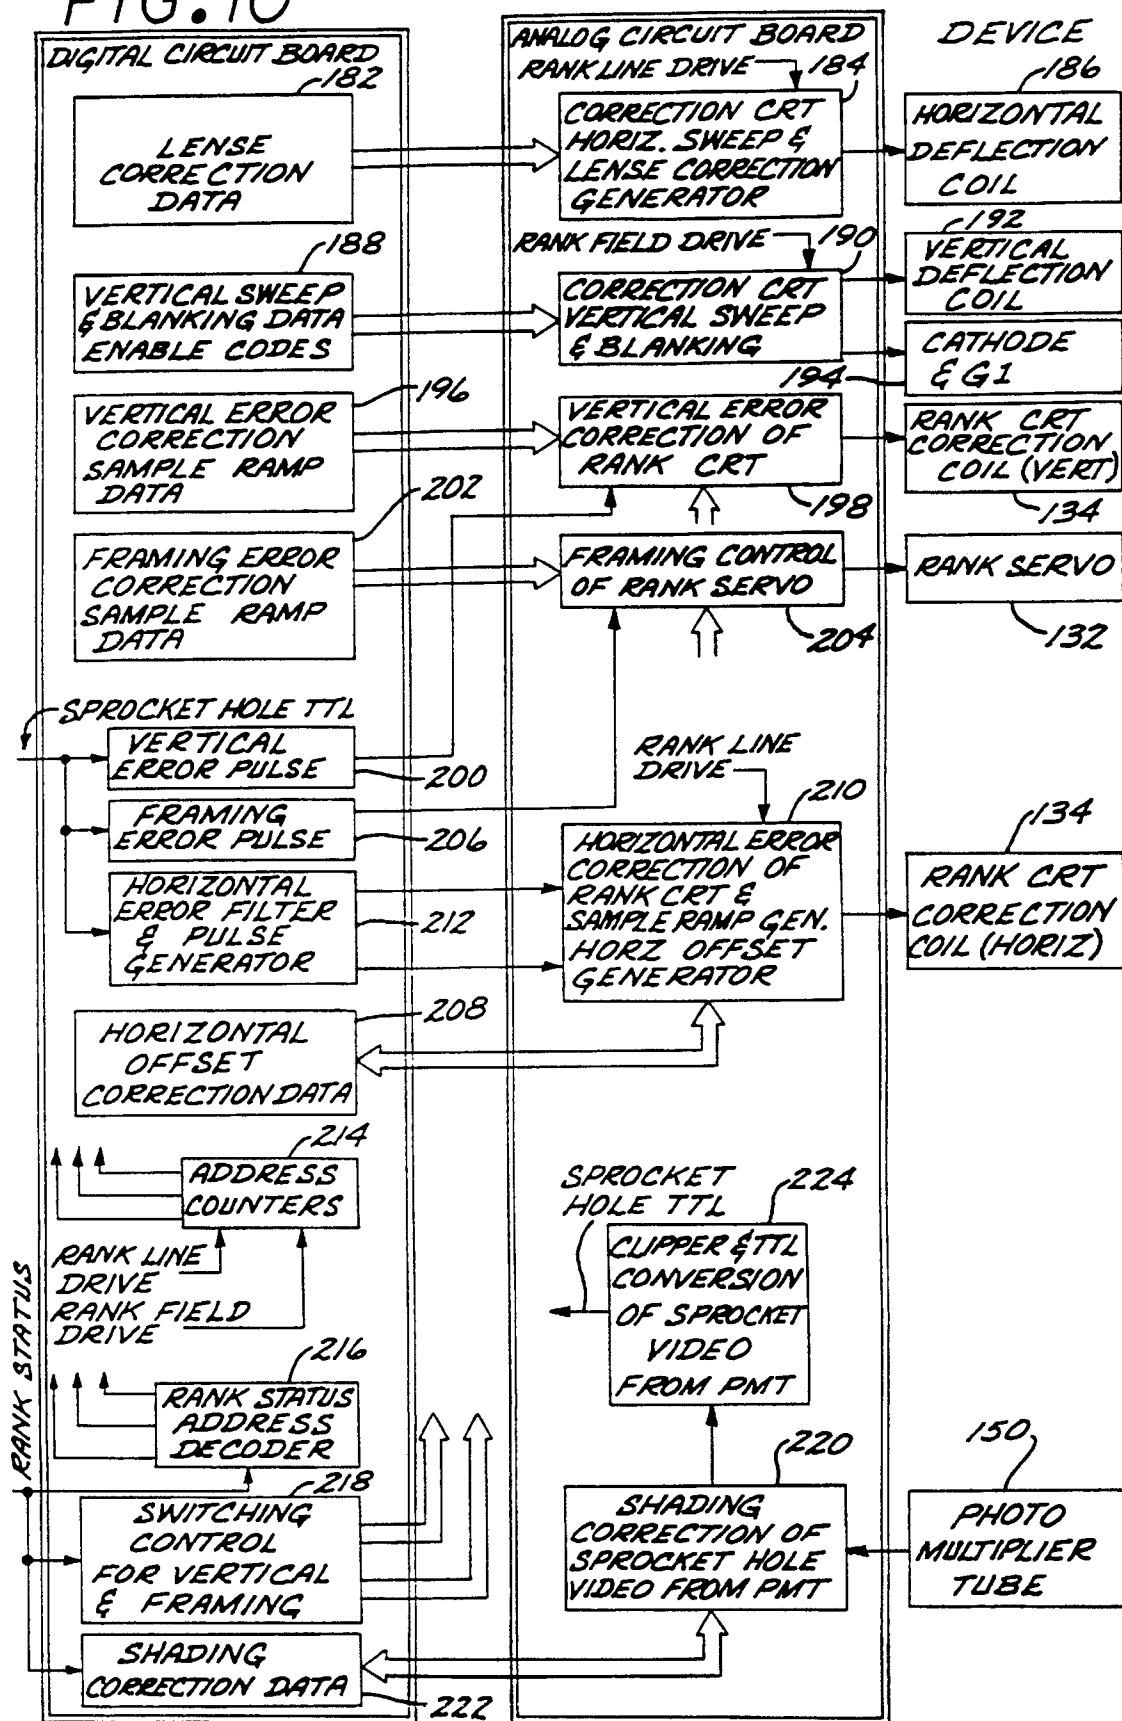 FIG. 10
DIGITAL CIRCUIT BOARD
182
LENSE
CORRECTION
DATA
188
VERTICAL SWEEP
& BLANKING DATA
ENABLE CODES
196
VERTICAL ERROR
CORRECTION
SAMPLE RAMP
DATA
202
FRAMING ERROR
CORRECTION
SAMPLE RAMP
DATA
SPROCKET HOLE TTL
VERTICAL
ERROR PULSE
200
FRAMING
ERROR PULSE
206
HORIZONTAL
ERROR FILTER
& PULSE
GENERATOR
212
208
HORIZONTAL
OFFSET
CORRECTION DATA
214
ADDRESS
COUNTERS
RANK LINE
DRIVE
RANK FIELD
DRIVE
RANK STATUS
216
RANK STATUS
ADDRESS
DECODER
218
SWITCHING
CONTROL
FOR VERTICAL
& FRAMING
SHADING
CORRECTION DATA
222
ANALOG CIRCUIT BOARD
RANK LINE DRIVE
184
CORRECTION CRT
HORIZ. SWEEP &
LENSE CORRECTION
GENERATOR
RANK FIELD DRIVE
190
CORRECTION CRT
VERTICAL SWEEP
& BLANKING
VERTICAL ERROR
CORRECTION OF
RANK CRT
198
FRAMING CONTROL
OF RANK SERVO
204
RANK LINE
DRIVE
210
HORIZONTAL ERROR
CORRECTION OF
RANK CRT &
SAMPLE RAMP GEN.
HORZ OFFSET
GENERATOR
SPROCKET
HOLE TTL
224
CLIPPER & TTL
CONVERSION
OF SPROCKET
VIDEO
FROM PMT
220
SHADING
CORRECTION OF
SPROCKET HOLE
VIDEO FROM PMT
DEVICE
186
HORIZONTAL
DEFLECTION
COIL
192
VERTICAL
DEFLECTION
COIL
CATHODE
& G1
194
RANK CRT
CORRECTION
COIL (VERT)
134
RANK SERVO
132
134
RANK CRT
CORRECTION
COIL (HORIZ)
150
PHOTO
MULTIPLIER
TUBE